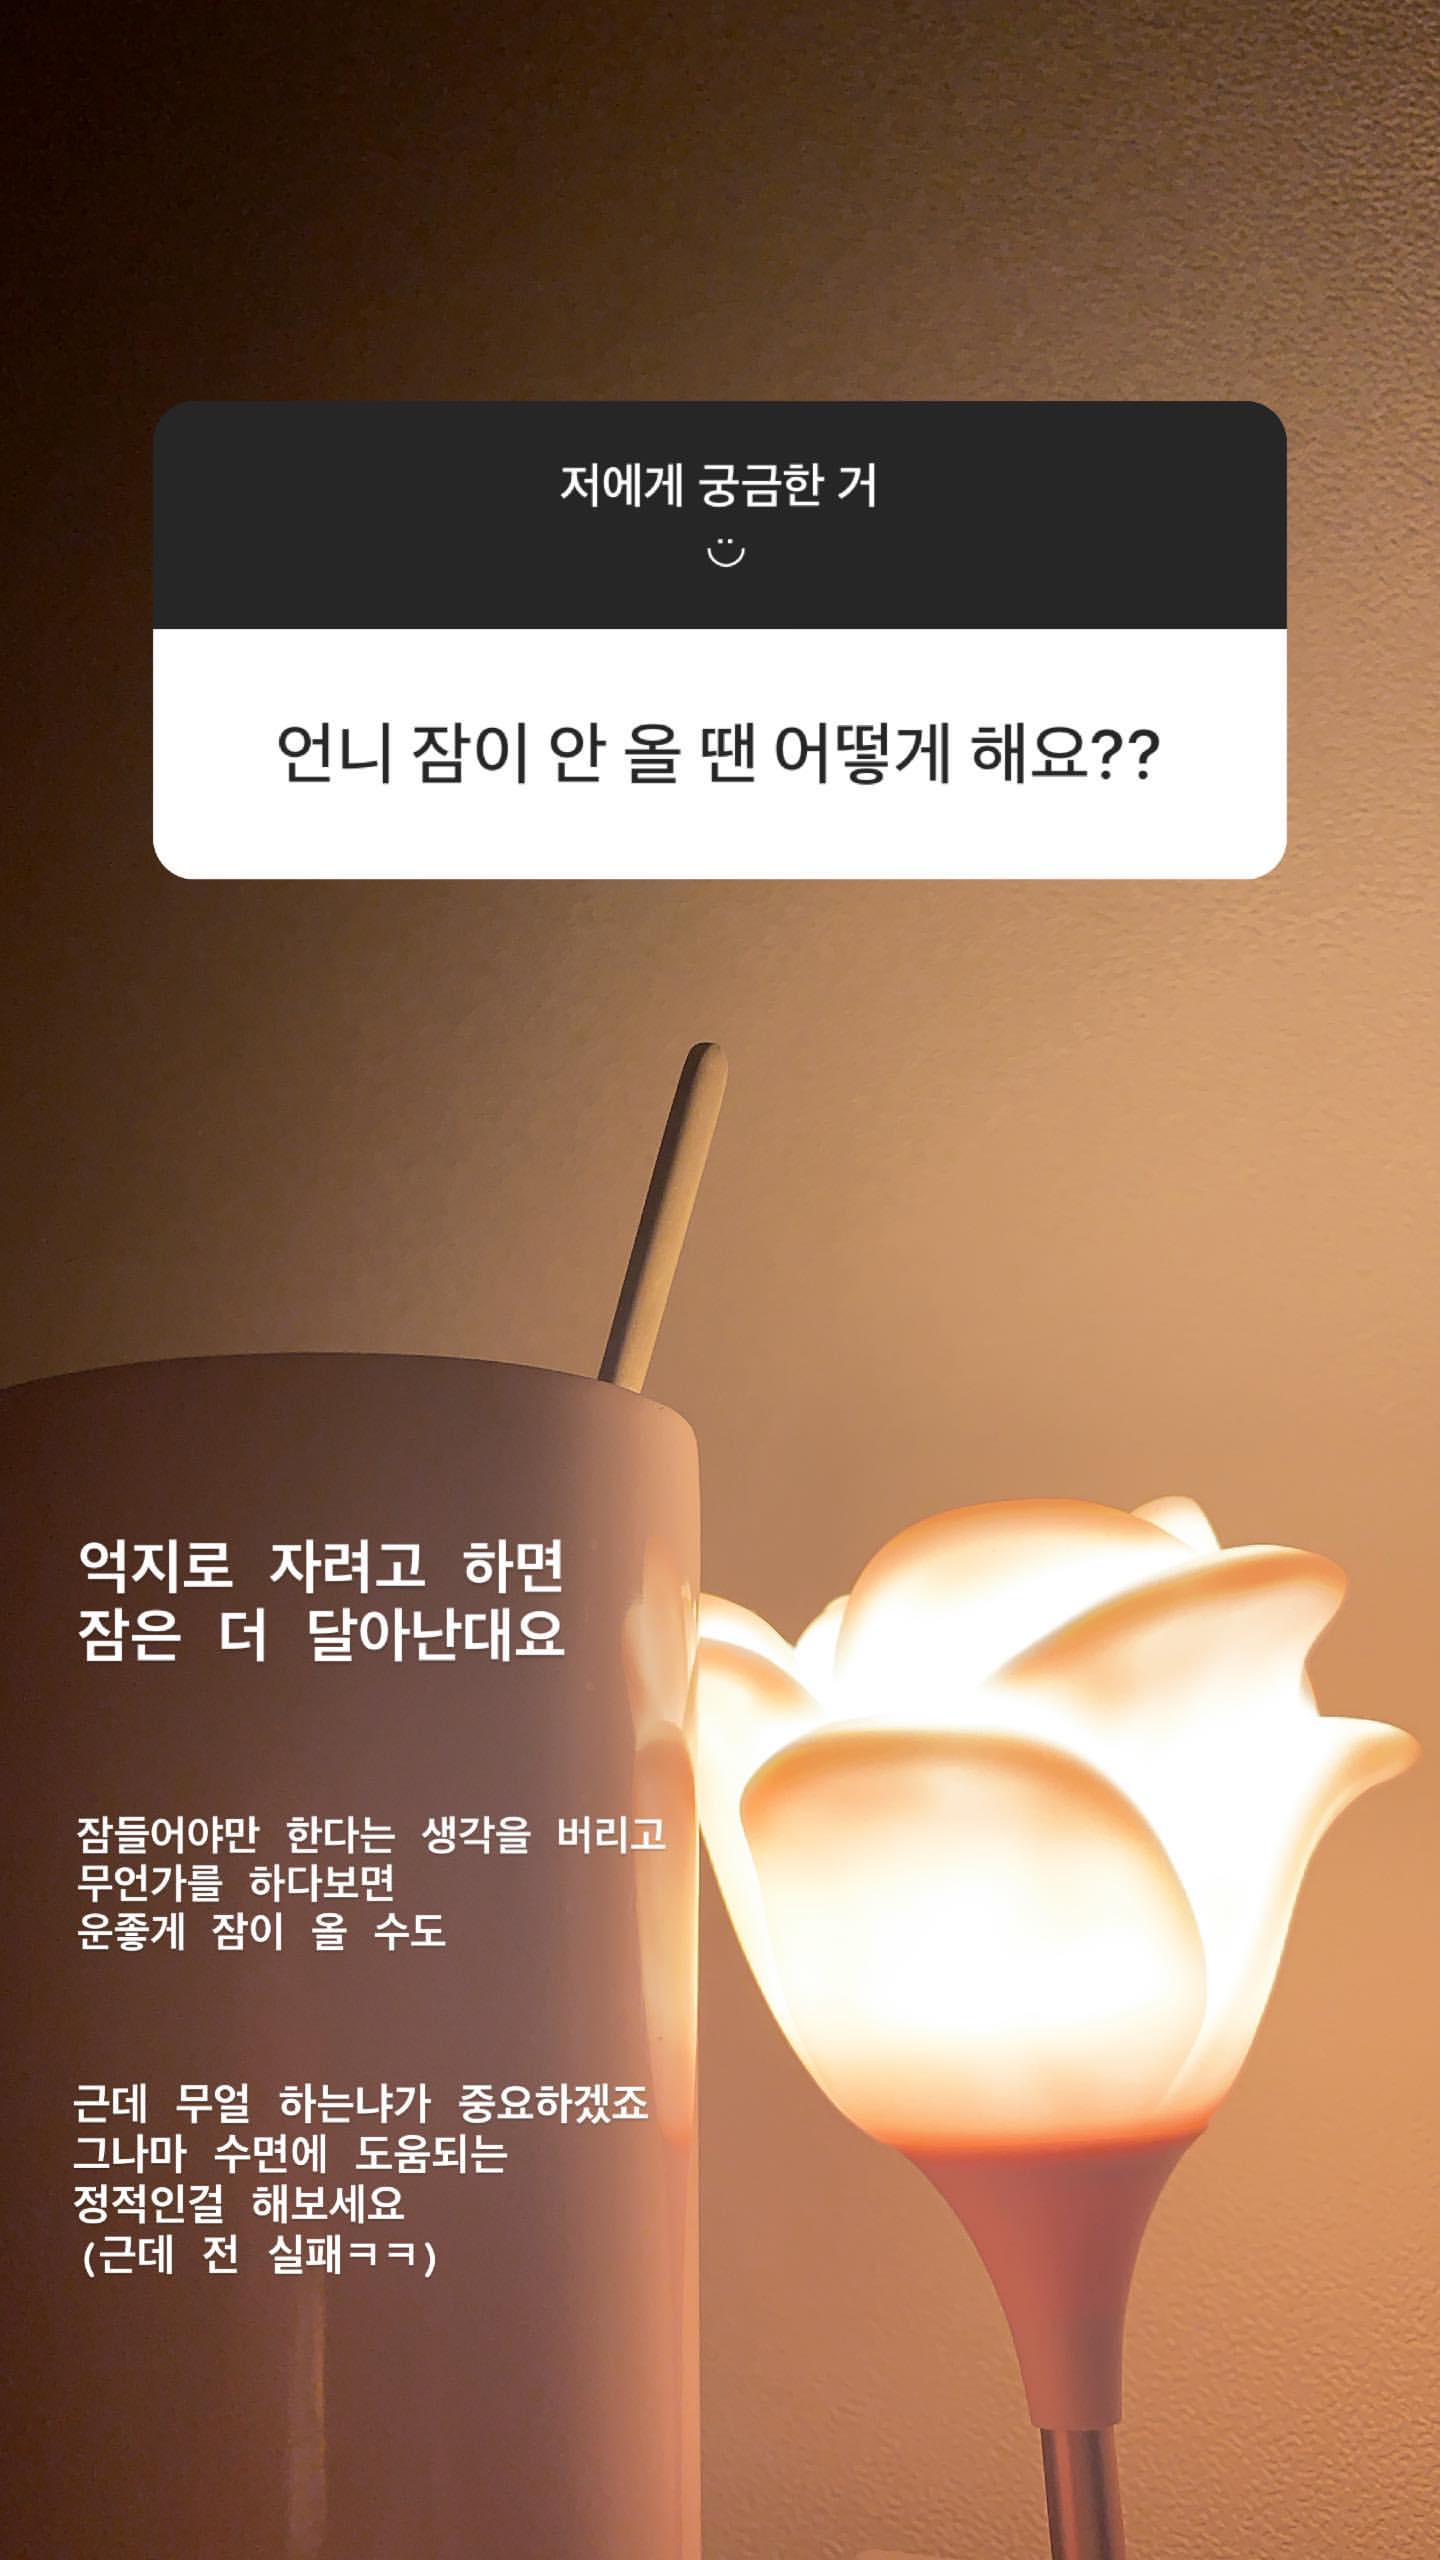 저에게 궁금한 거
언니 잠이 안 올 땐 어떻게 해요??
억지로 자려고 하면
잠은 더 달아난대요
잠들어야만 한다는 생각을 버리고
무언가를 하다보면
운좋게 잠이 올 수도
근데 무얼 하는냐가 중요하겠죠
그나마 수면에 도움되는
정적인걸 해보세요
(근데 전 실패ㅋㅋ)